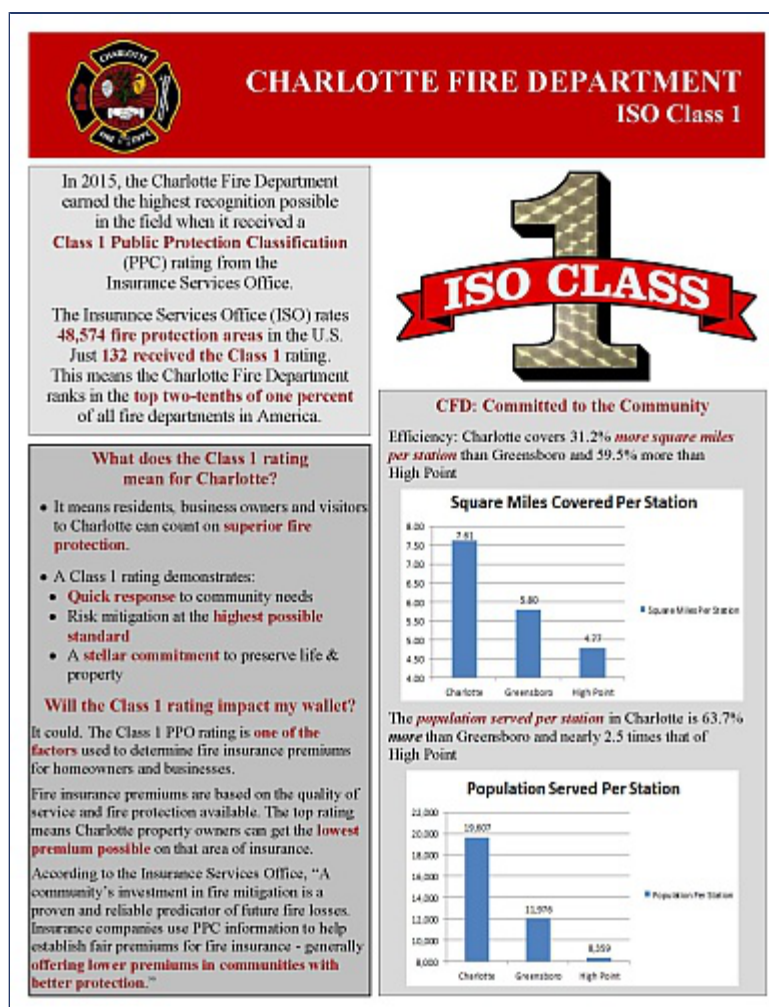 CHARLOTTE
CHARLOTTE FIRE DEPARTMENT
ISO Class 1
In 2015, the Charlotte Fire Department
earned the highest recognition possible
in the field when it received a
Class 1 Public Protection Classification
(PPC) rating from the
Insurance Services Office.
The Insurance Services Office (ISO) rates
48,574 fire protection areas in the U.S.
Just 132 received the Class 1 rating.
This means the Charlotte Fire Department
ranks in the top two-tenths of one percent
of all fire departments in America.
1
ISO CLASS
What does the Class 1 rating
mean for Charlotte?
• It means residents, business owners and visitors
to Charlotte can count on superior fire
protection.
• A Class 1 rating demonstrates:
• Quick response to community needs
• Risk mitigation at the highest possible
standard
• A stellar commitment to preserve life &
property
Will the Class 1 rating impact my wallet?
It could. The Class 1 PPO rating is one of the
factors used to determine fire insurance premiums
for homeowners and businesses.
Fire insurance premiums are based on the quality of
service and fire protection available. The top rating
means Charlotte property owners can get the lowest
premium possible on that area of insurance.
According to the Insurance Services Office, “A
community’s investment in fire mitigation is a
proven and reliable predicator of future fire losses.
Insurance companies use PPC information to help
establish fair premiums for fire insurance - generally
offering lower premiums in communities with
better protection.”
CFD: Committed to the Community
Efficiency: Charlotte covers 31.2% more square miles
per station than Greensboro and 59.5% more than
High Point
Square Miles Covered Per Station
8.00
7.50
7.00
6.50
6.00
5.50
5.00
4.50
4.00
7.61
5.80
4.77
Charlotte Greensboro High Point
Square Miles Per Station
The population served per station in Charlotte is 63.7%
more than Greensboro and nearly 2.5 times that of
High Point
Population Served Per Station
22,000
20,000
18,000
16,000
14,000
12,000
10,000
8,000
19,607
11,976
8,359
Charlotte Greensboro High Point
Population Per Station